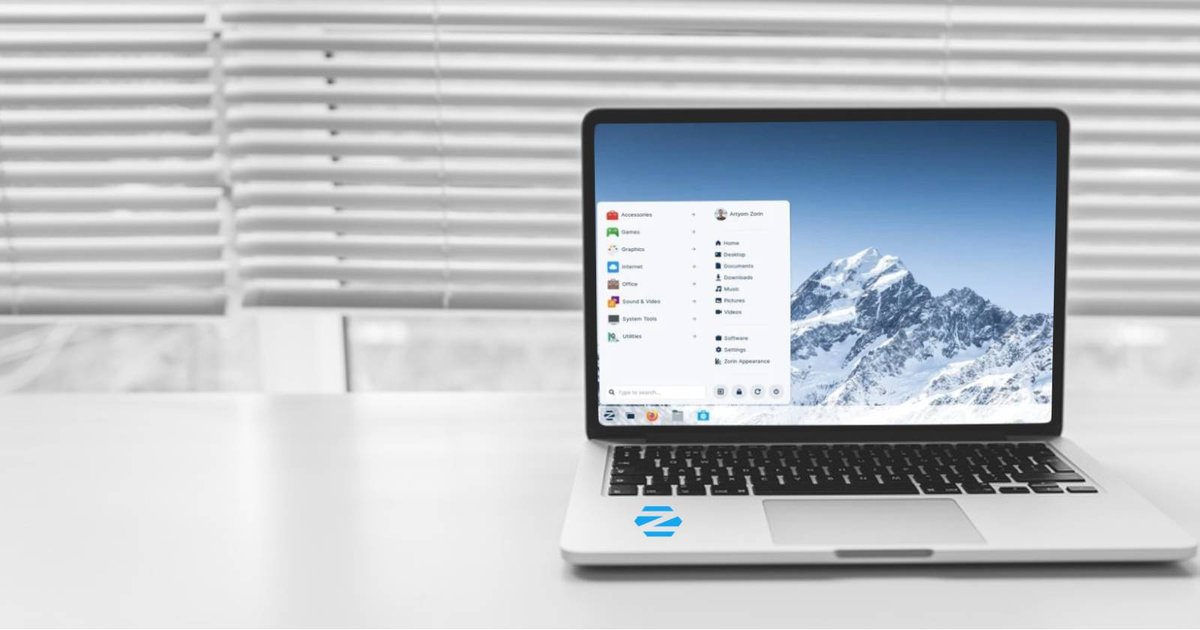 Accessories
Games
Graphics
Internet
Office
Sound & Video
System Tools
Utilities
Type to search...
Artyom Zorin
Home
Desktop
Documents
Downloads
Music
Pictures
Videos
Software
Settings
Zorin Appearance